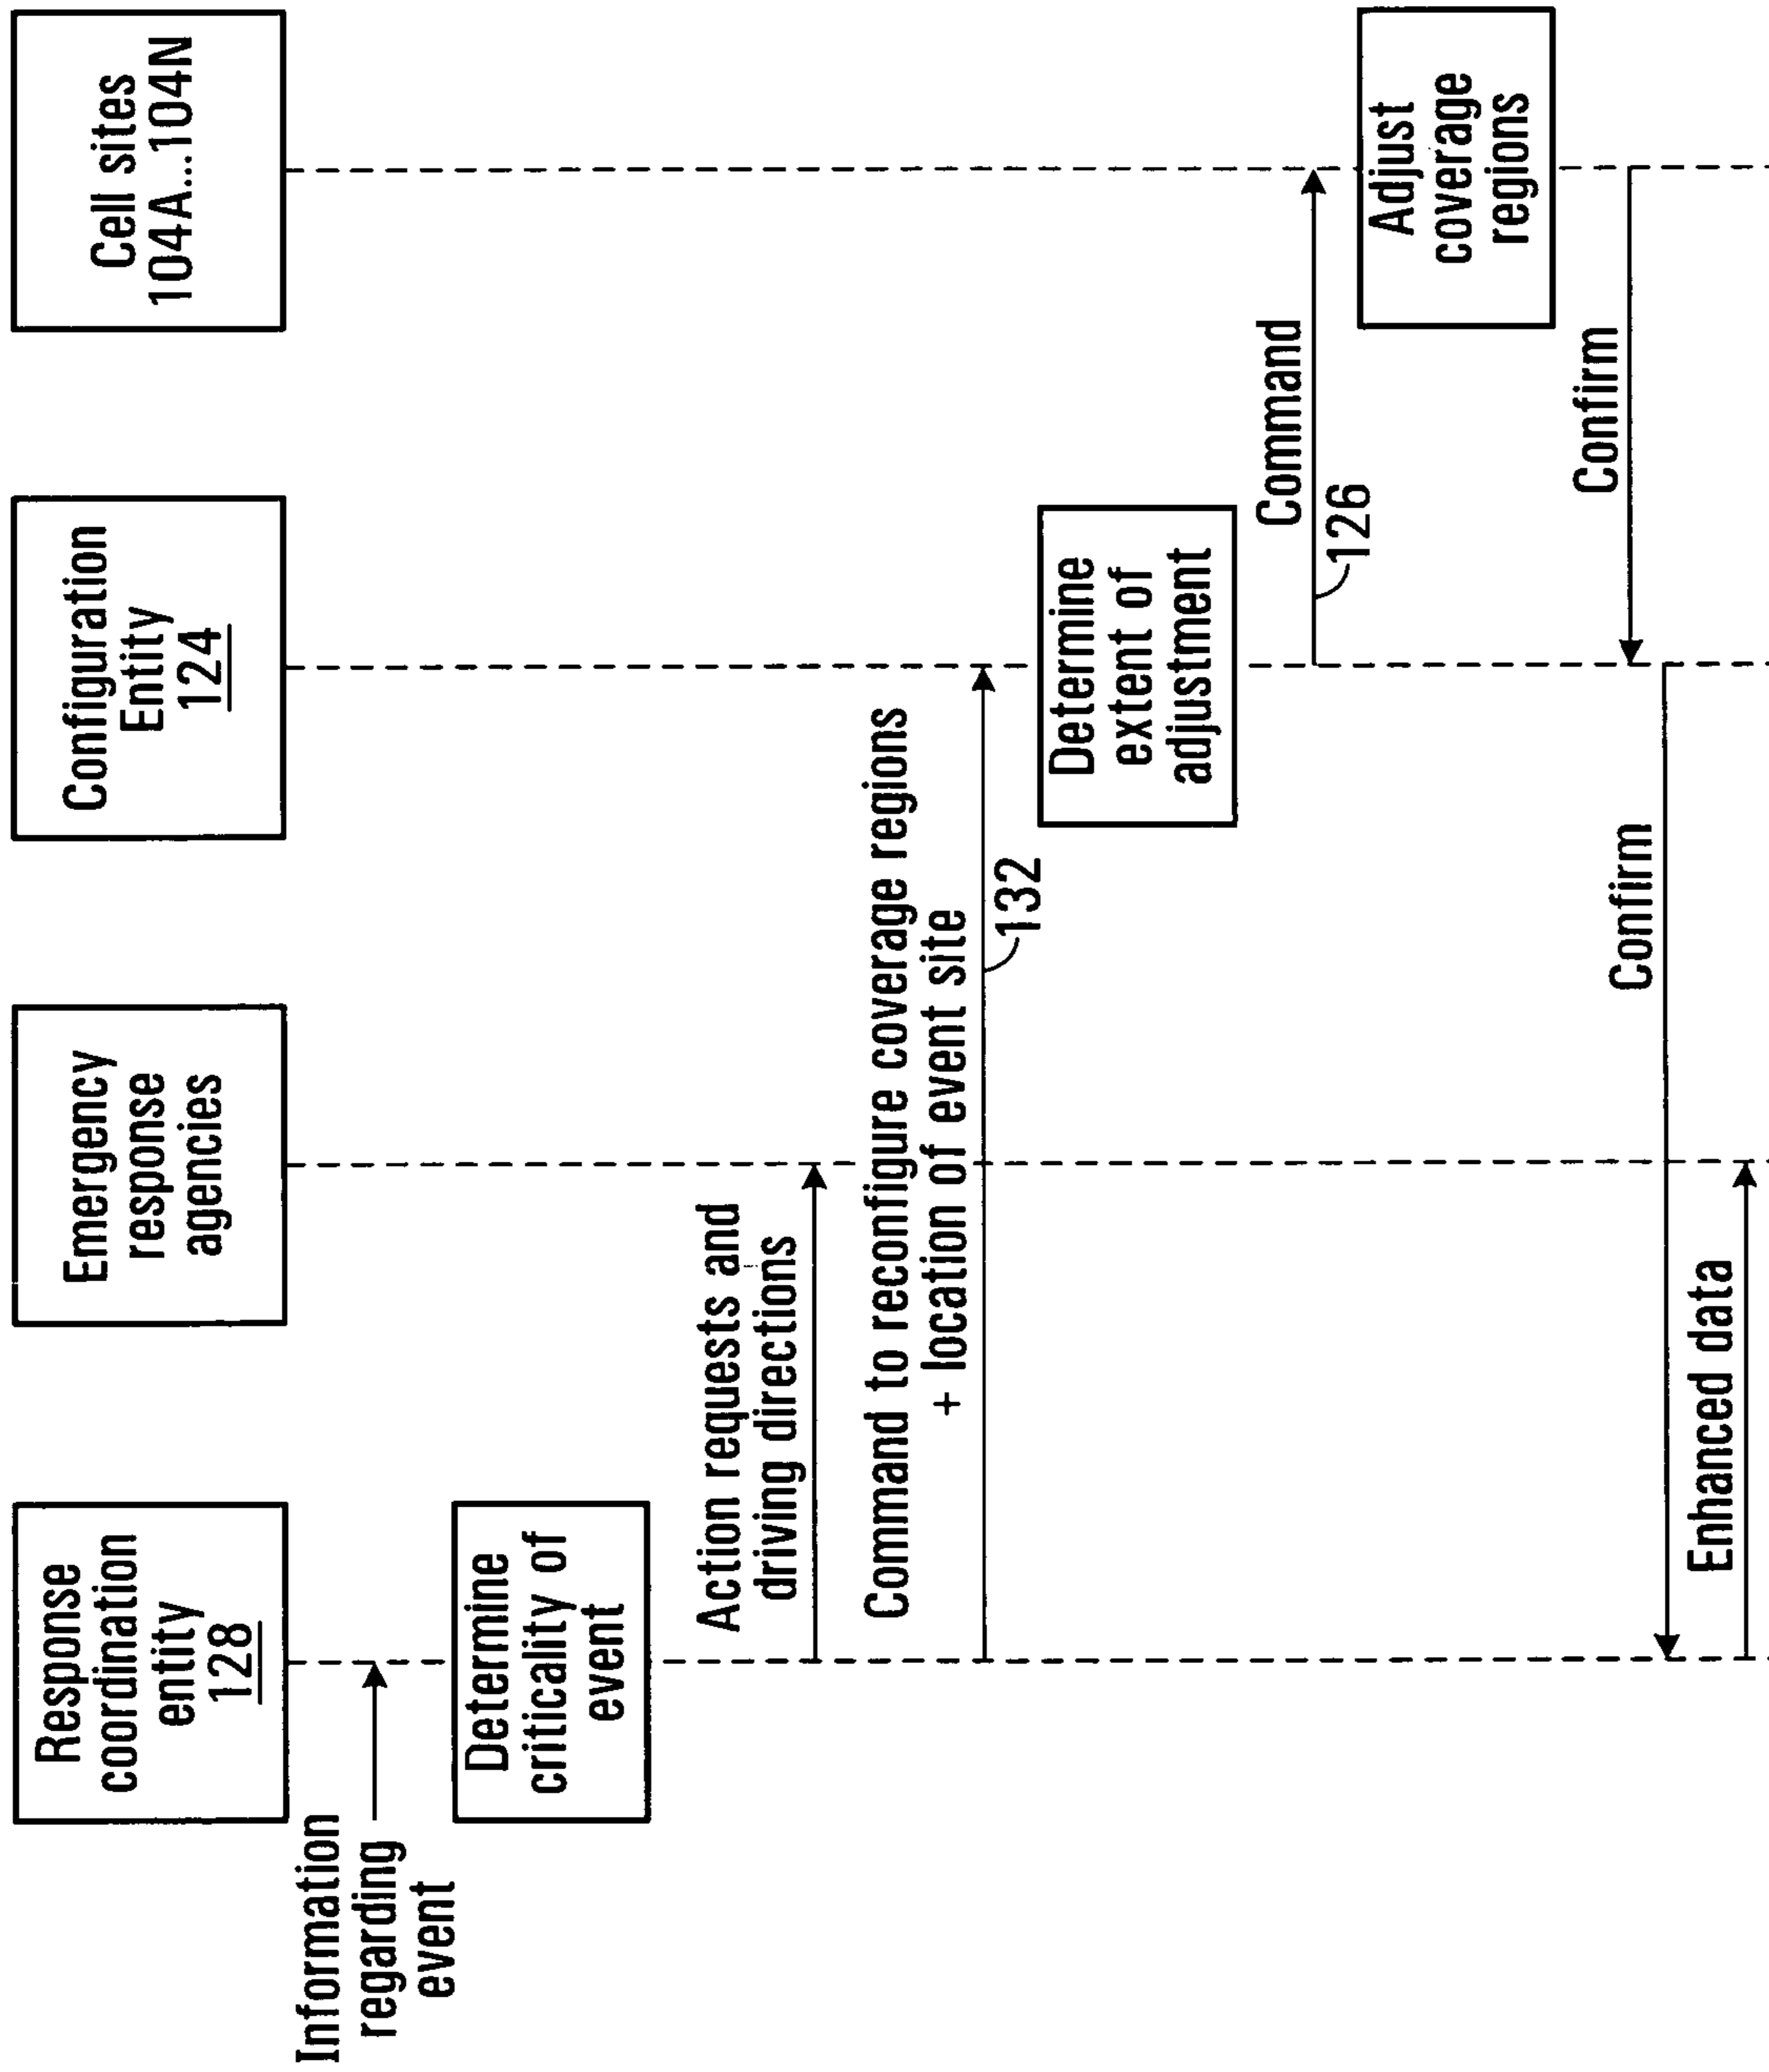 Response
coordination
entity
128
Emergency
response
agencies
Configuration
Entity
124
Cell sites
104A...104N
Information
regarding
event
Determine
criticality of
event
Action requests and
driving directions
Command to reconfigure coverage regions
+ location of event site
132
Determine
extent of
adjustment
Command
126
Adjust
coverage
regions
Confirm
Confirm
Enhanced data